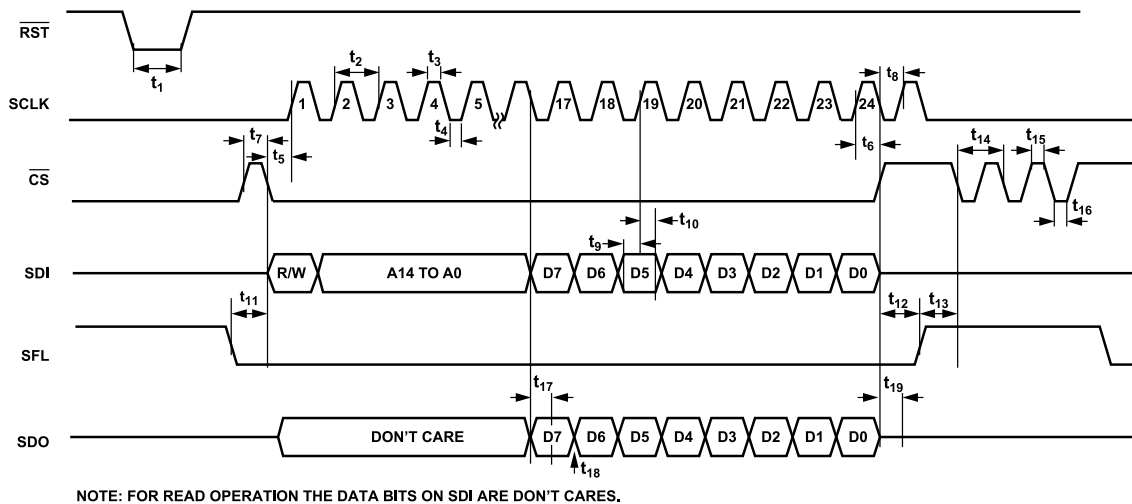 RST
t1
SCLK
t2
t3
t8
1
2
3
4
5
17
18
19
20
21
22
23
24
t4
t7
t5
t6
t14
t15
CS
t10
t16
t9
SDI
R/W
A14 TO A0
D7
D6
D5
D4
D3
D2
D1
D0
t11
t12
t13
SFL
t17
t19
SDO
DON'T CARE
D7
D6
D5
D4
D3
D2
D1
D0
t18
NOTE: FOR READ OPERATION THE DATA BITS ON SDI ARE DON'T CARES.